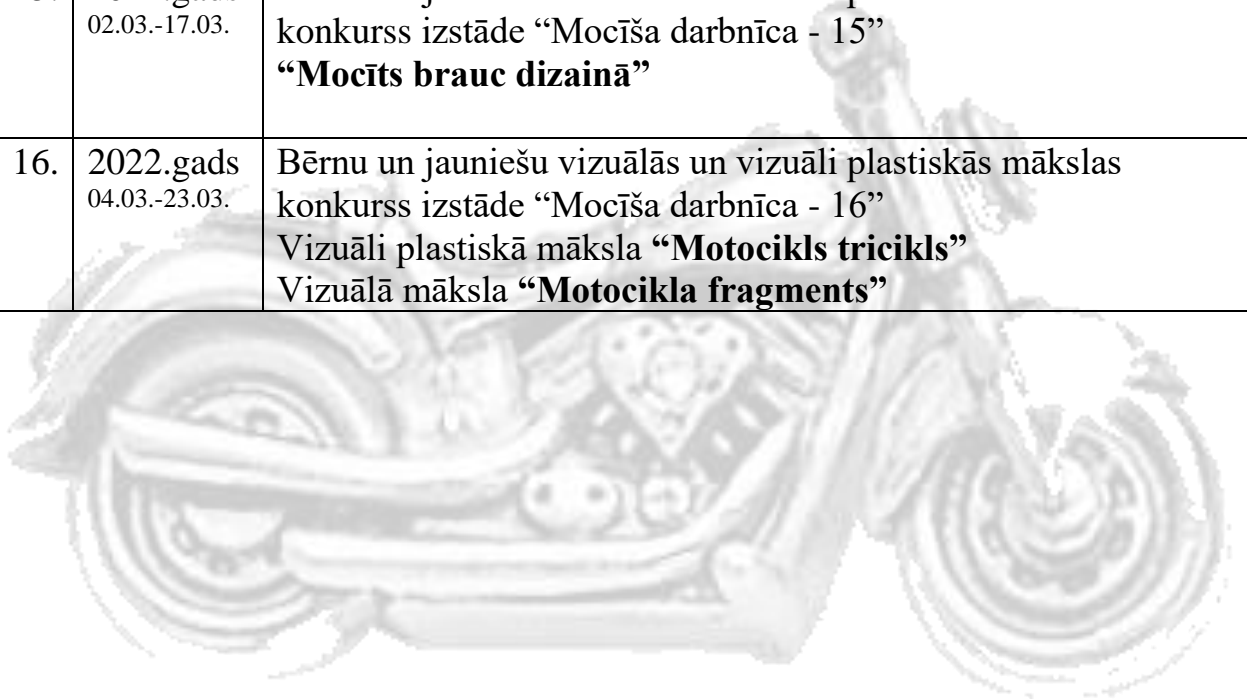 02.03.-17.03.
konkurss izstāde “Mocīša darbnīca - 15”
“Mocīts brauc dizainā”
16. 2022.gads Bērnu un jauniešu vizuālās un vizuāli plastiskās mākslas
04.03.-23.03. konkurss izstāde “Mocīša darbnīca - 16”
Vizuāli plastiskā māksla “Motocikls tricikls”
Vizuālā māksla “Motocikla fragments”